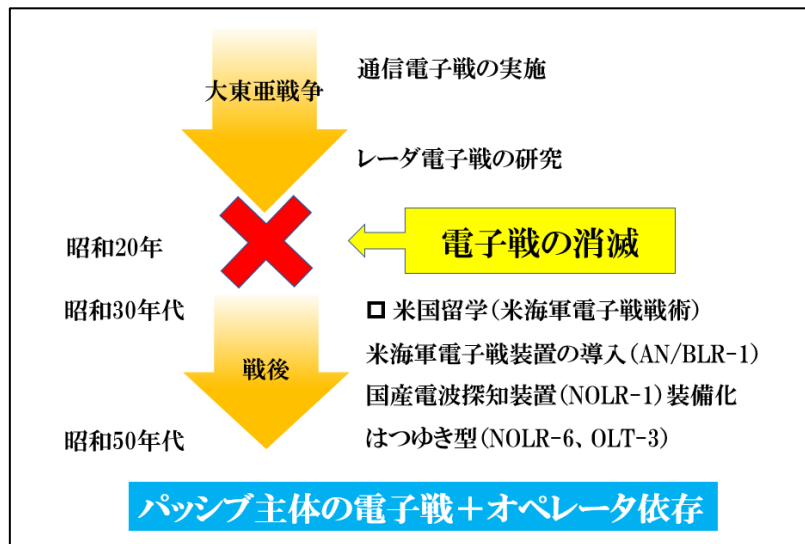 通信電子戦の実施
大東亜戦争
レーダ電子戦の研究
昭和20年
電子戦の消滅
昭和30年代
□ 米国留学(米海軍電子戦戦術)
米海軍電子戦装置の導入(AN/BLR-1)
戦後
国産電波探知装置(NOLR-1)装備化
昭和50年代
はつゆき型(NOLR-6、OLT-3)
パッシブ主体の電子戦+オペレータ依存